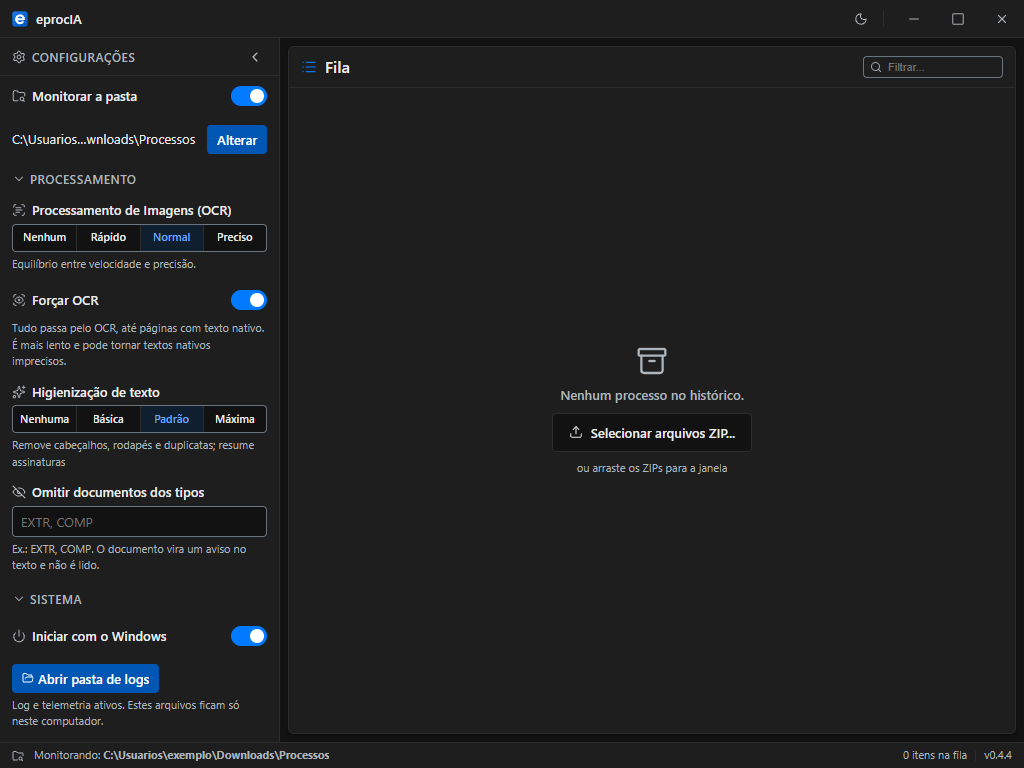 eprocIA
CONFIGURAÇÕES
Monitorar a pasta
C:\Usuarios...wnloads\Processos
Alterar
PROCESSAMENTO
Processamento de Imagens (OCR)
Nenhum Rápido Normal Preciso
Equilíbrio entre velocidade e precisão.
Forçar OCR
Tudo passa pelo OCR, até páginas com texto nativo.
É mais lento e pode tornar textos nativos
imprecisos.
Higienização de texto
Nenhuma Básica Padrão Máxima
Remove cabeçalhos, rodapés e duplicatas; resume
assinaturas
Omitir documentos dos tipos
EXTR, COMP
Ex.: EXTR, COMP. O documento vira um aviso no
texto e não é lido.
SISTEMA
Iniciar com o Windows
Abrir pasta de logs
Log e telemetria ativos. Estes arquivos ficam só
neste computador.
Fila
Filtrar...
Nenhum processo no histórico.
Selecionar arquivos ZIP...
ou arraste os ZIPs para a janela
Monitorando: C:\Usuarios\exemplo\Downloads\Processos
0 itens na fila
v0.4.4